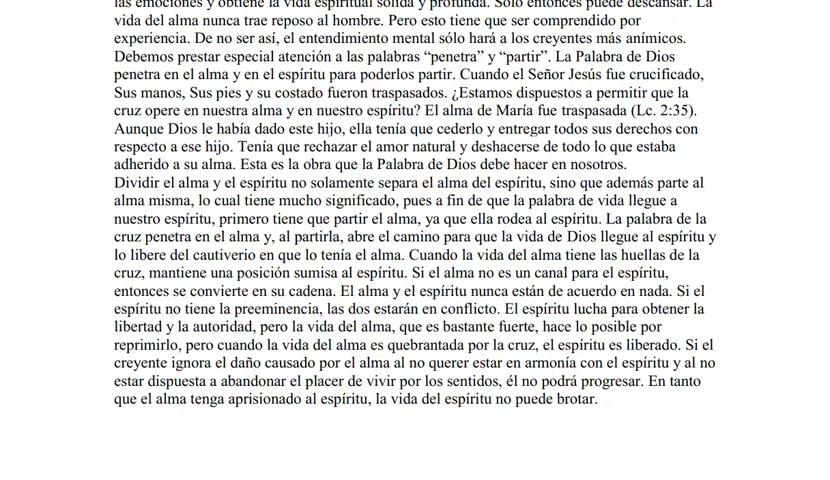 las emociones y obtiene la vida espiritual sólida y profunda. Sólo entonces puede descansar. La
vida del alma nunca trae reposo al hombre. Pero esto tiene que ser comprendido por
experiencia. De no ser así, el entendimiento mental sólo hará a los creyentes más anímicos.
Debemos prestar especial atención a las palabras “penetra” y “partir”. La Palabra de Dios
penetra en el alma y en el espíritu para poderlos partir. Cuando el Señor Jesús fue crucificado,
Sus manos, Sus pies y su costado fueron traspasados. ¿Estamos dispuestos a permitir que la
cruz opere en nuestra alma y en nuestro espíritu? El alma de María fue traspasada (Lc. 2:35).
Aunque Dios le había dado este hijo, ella tenía que cederlo y entregar todos sus derechos con
respecto a ese hijo. Tenía que rechazar el amor natural y deshacerse de todo lo que estaba
adherido a su alma. Esta es la obra que la Palabra de Dios debe hacer en nosotros.
Dividir el alma y el espíritu no solamente separa el alma del espíritu, sino que además parte al
alma misma, lo cual tiene mucho significado, pues a fin de que la palabra de vida llegue a
nuestro espíritu, primero tiene que partir el alma, ya que ella rodea al espíritu. La palabra de la
cruz penetra en el alma y, al partirla, abre el camino para que la vida de Dios llegue al espíritu y
lo libere del cautiverio en que lo tenía el alma. Cuando la vida del alma tiene las huellas de la
cruz, mantiene una posición sumisa al espíritu. Si el alma no es un canal para el espíritu,
entonces se convierte en su cadena. El alma y el espíritu nunca están de acuerdo en nada. Si el
espíritu no tiene la preeminencia, las dos estarán en conflicto. El espíritu lucha para obtener la
libertad y la autoridad, pero la vida del alma, que es bastante fuerte, hace lo posible por
reprimirlo, pero cuando la vida del alma es quebrantada por la cruz, el espíritu es liberado. Si el
creyente ignora el daño causado por el alma al no querer estar en armonía con el espíritu y al no
estar dispuesta a abandonar el placer de vivir por los sentidos, él no podrá progresar. En tanto
que el alma tenga aprisionado al espíritu, la vida del espíritu no puede brotar.